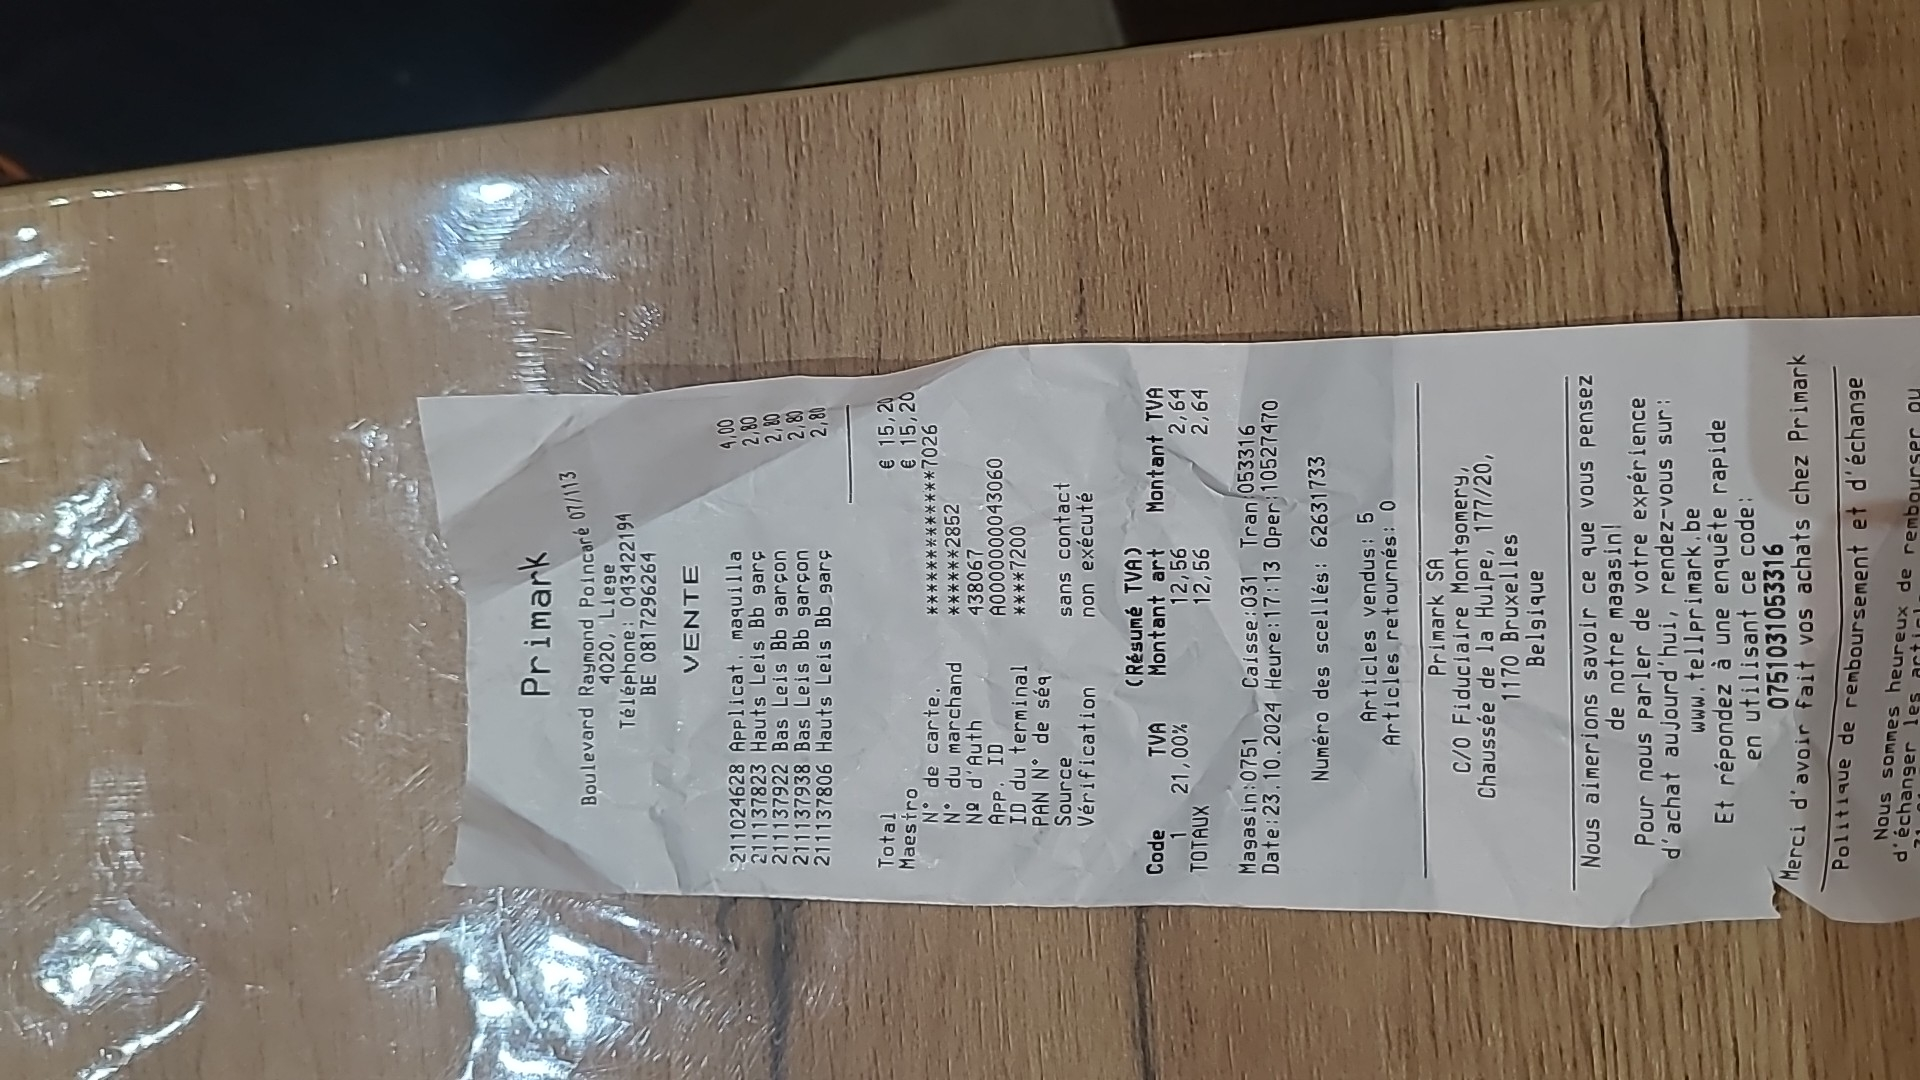 Primark
Boulevard Raymond Poincaré 07/113
4020, Liege
Téléphone: 043422194
BE 0817296264
VENTE
211024628 Applicat. maquilla 4,00
211137823 Hauts Leis Bb garç 2,80
211137922 Bas Leis Bb garçon 2,80
211137938 Bas Leis Bb garçon 2,80
211137806 Hauts Leis Bb garç 2,80
Total € 15,20
Maestro € 15,20
N° de carte. ************7026
N° du marchand ******2852
Nº d'Auth 438067
App. ID A0000000043060
ID du terminal ****7200
PAN N° de séq
Source sans contact
Vérification non exécuté
(Résumé TVA)
Code TVA Montant art Montant TVA
1 21,00% 12,56 2,64
TOTAUX 12,56 2,64
Magasin:0751 Caisse:031 Tran:053316
Date:23.10.2024 Heure:17:13 Oper:10527470
Numéro des scellés: 62631733
Articles vendus: 5
Articles retournés: 0
Primark SA
C/O Fiduciaire Montgomery,
Chaussée de la Hulpe, 177/20,
1170 Bruxelles
Belgique
Nous aimerions savoir ce que vous pensez
de notre magasin!
Pour nous parler de votre expérience
d'achat aujourd'hui, rendez-vous sur:
www.tellprimark.be
Et répondez à une enquête rapide
en utilisant ce code:
0751031053316
Merci d'avoir fait vos achats chez Primark
Politique de remboursement et d'échange
Nous sommes heureux de rembourser ou
d'échanger les